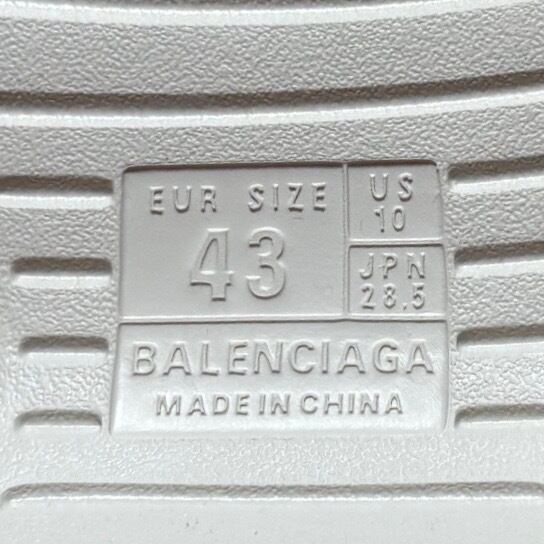 EUR SIZE
43
US
10
JPN
28.5
BALENCIAGA
MADE IN CHINA